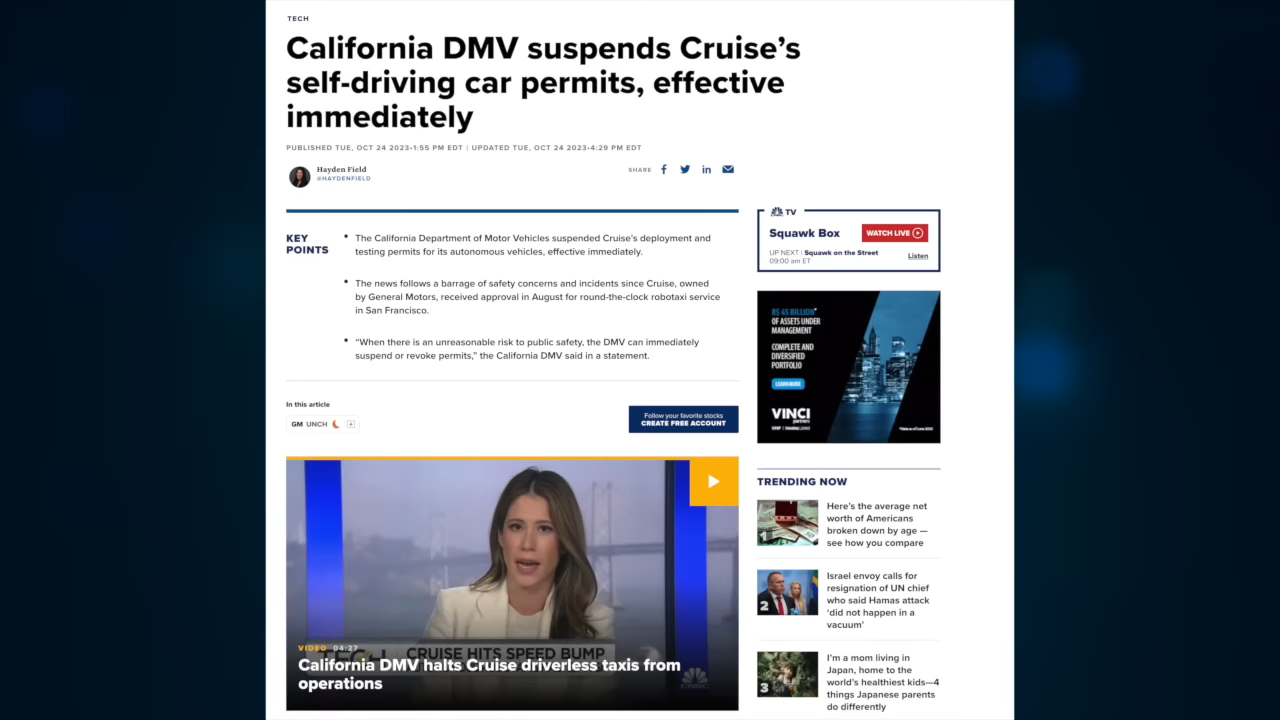 TECH
California DMV suspends Cruise’s
self-driving car permits, effective
immediately
PUBLISHED TUE, OCT 24 2023•1:55 PM EDT | UPDATED TUE, OCT 24 2023•4:29 PM EDT
Hayden Field
@HAYDENFIELD
SHARE
KEY
POINTS
The California Department of Motor Vehicles suspended Cruise’s deployment and
testing permits for its autonomous vehicles, effective immediately.
The news follows a barrage of safety concerns and incidents since Cruise, owned
by General Motors, received approval in August for round-the-clock robotaxi service
in San Francisco.
“When there is an unreasonable risk to public safety, the DMV can immediately
suspend or revoke permits,” the California DMV said in a statement.
In this article
GM UNCH
Follow your favorite stocks
CREATE FREE ACCOUNT
CRUISE HITS SPEED BUMP
VIDEO 04:27
California DMV halts Cruise driverless taxis from
operations
CNBC
TV
Squawk Box
WATCH LIVE
UP NEXT | Squawk on the Street
09:00 am ET
Listen
R$ 65 BILLION*
OF ASSETS UNDER
MANAGEMENT
COMPLETE AND
DIVERSIFIED
PORTFOLIO
LEARN MORE
VINCI
partners
TRENDING NOW
1
Here’s the average net
worth of Americans
broken down by age —
see how you compare
2
Israel envoy calls for
resignation of UN chief
who said Hamas attack
‘did not happen in a
vacuum’
3
I’m a mom living in
Japan, home to the
world’s healthiest kids—4
things Japanese parents
do differently